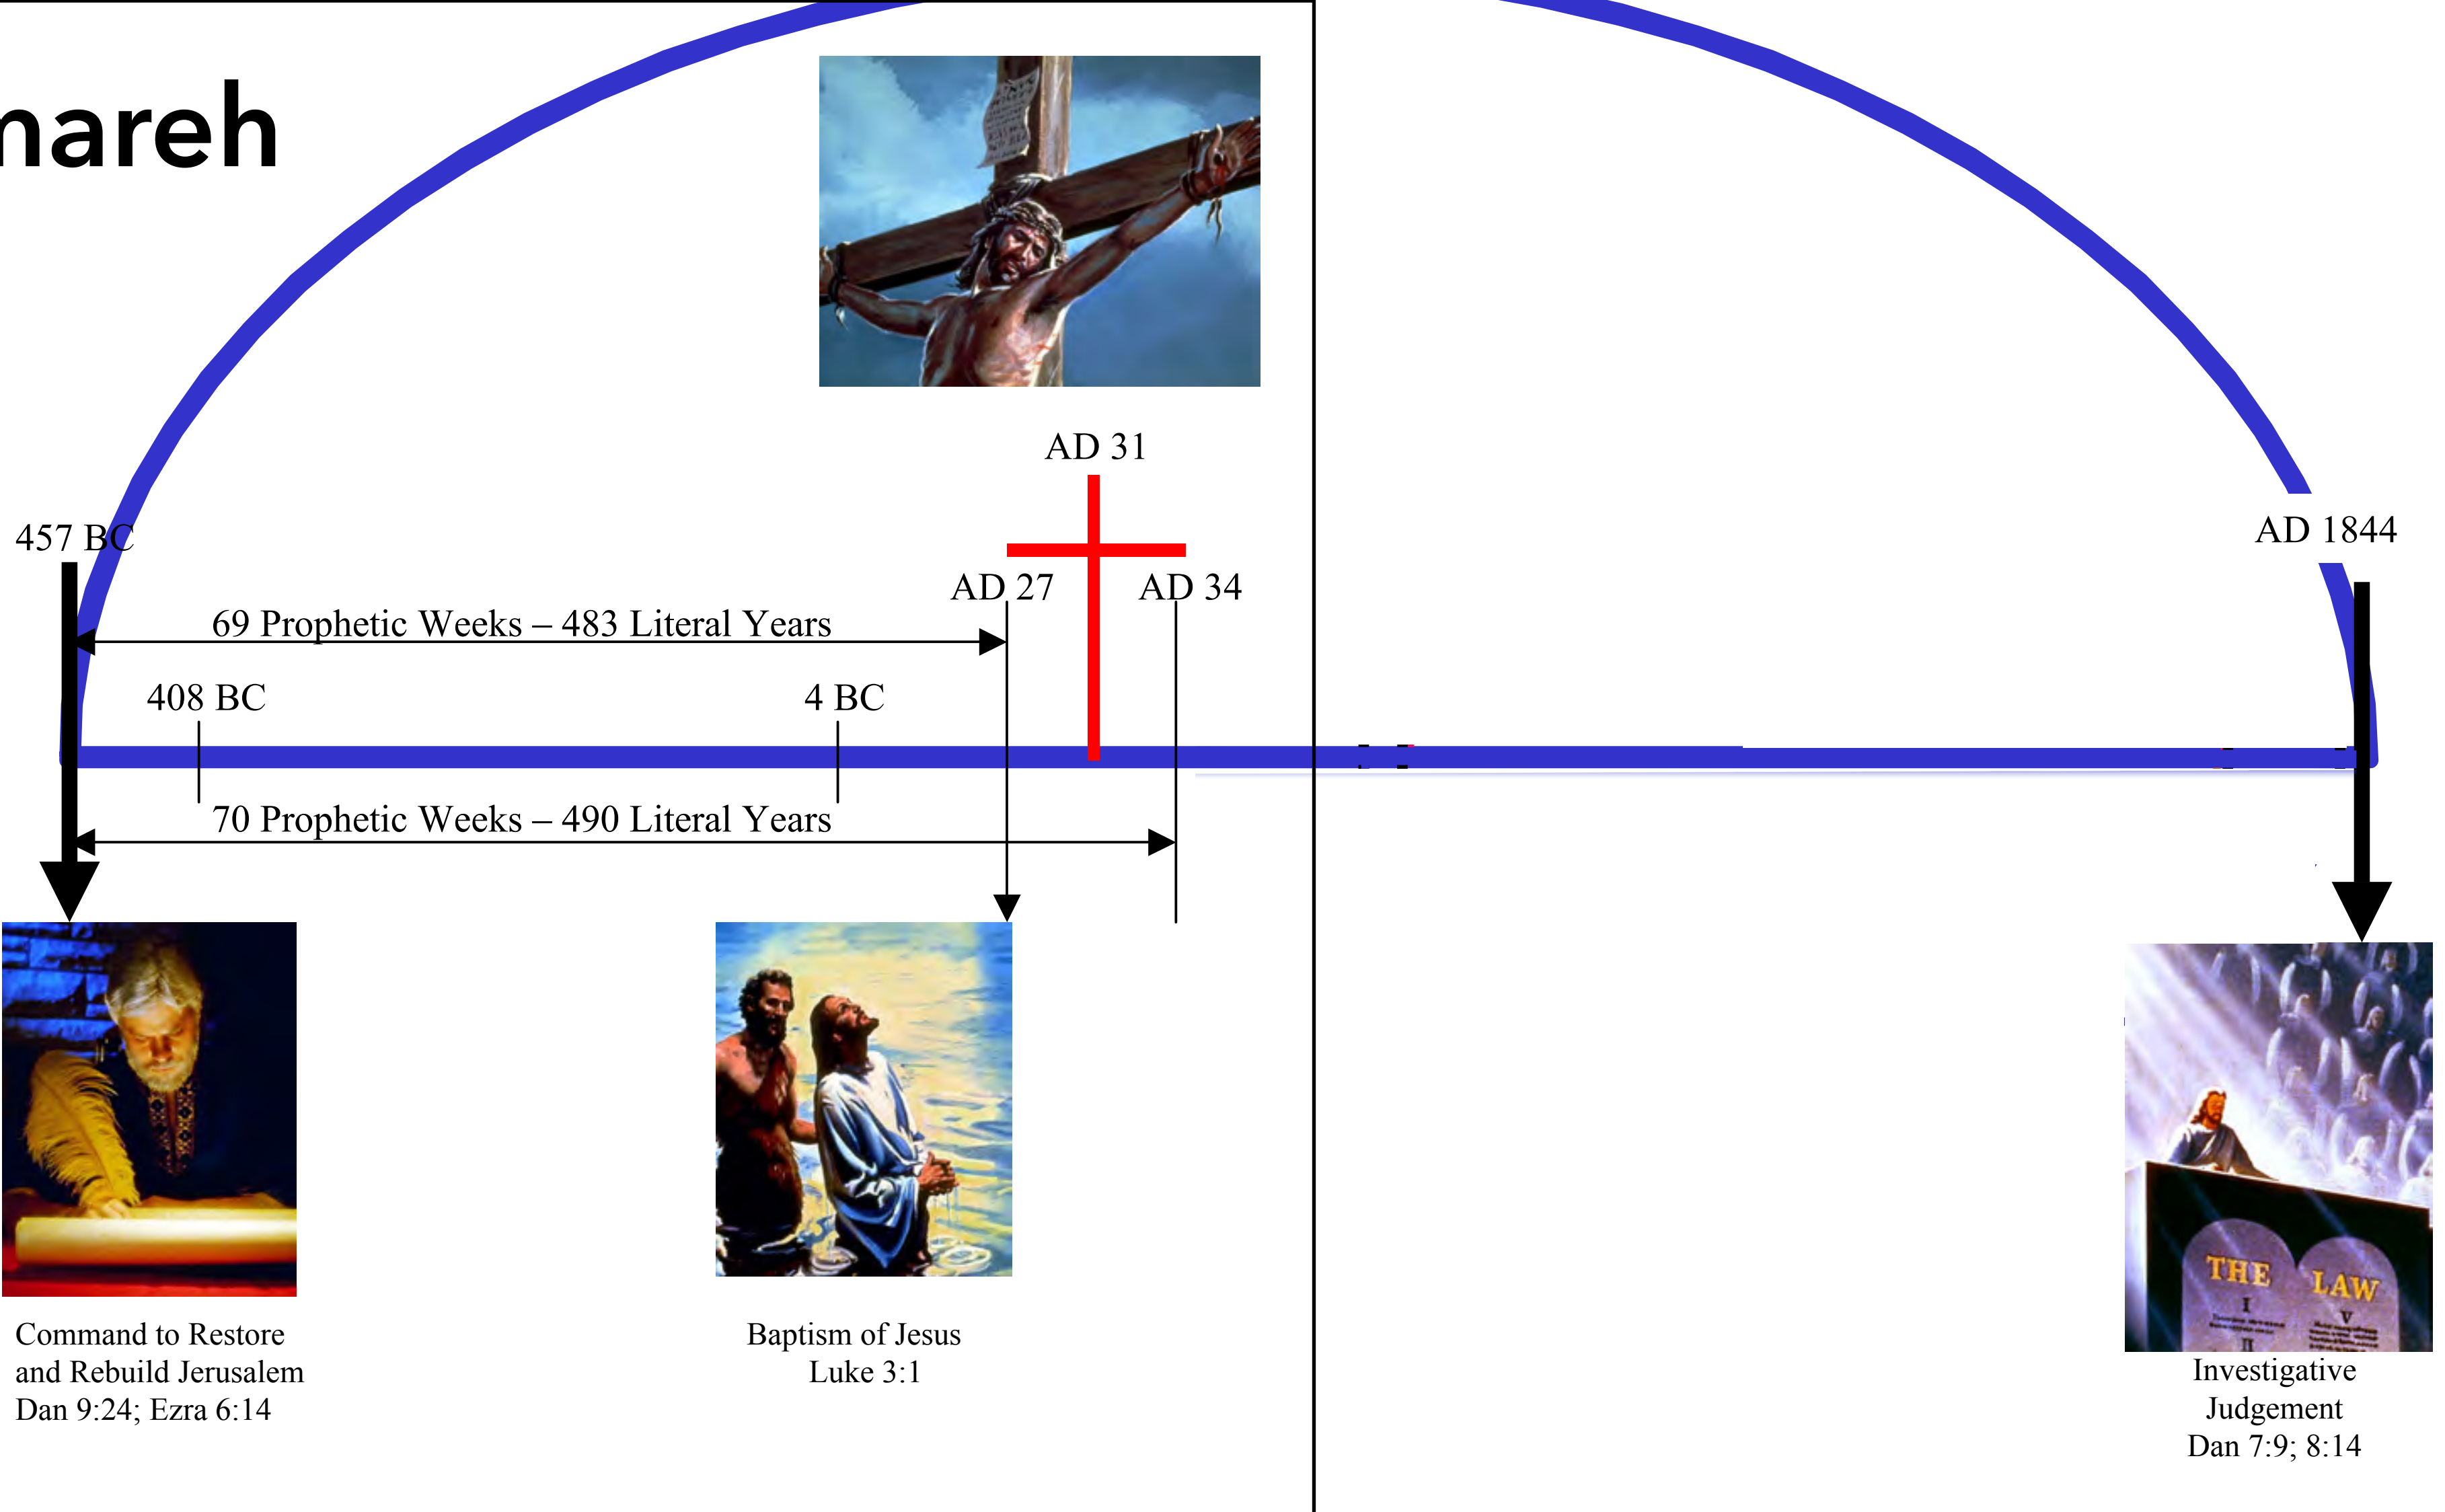 mareh
AD 31
457 BC
AD 1844
AD 27
AD 34
69 Prophetic Weeks – 483 Literal Years
408 BC
4 BC
70 Prophetic Weeks – 490 Literal Years
THE LAW
I
V
II
Command to Restore
and Rebuild Jerusalem
Dan 9:24; Ezra 6:14
Baptism of Jesus
Luke 3:1
Investigative
Judgement
Dan 7:9; 8:14